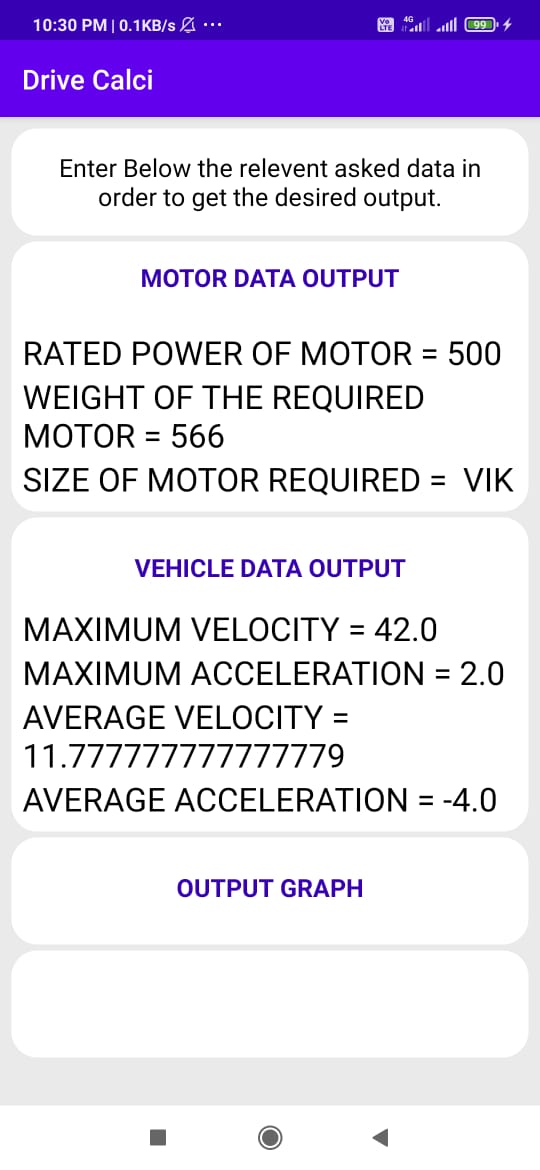 10:30 PM | 0.1KB/s ...
Vo LTE 4G 99
Drive Calci
Enter Below the relevent asked data in
order to get the desired output.
MOTOR DATA OUTPUT
RATED POWER OF MOTOR = 500
WEIGHT OF THE REQUIRED
MOTOR = 566
SIZE OF MOTOR REQUIRED =  VIK
VEHICLE DATA OUTPUT
MAXIMUM VELOCITY = 42.0
MAXIMUM ACCELERATION = 2.0
AVERAGE VELOCITY =
11.777777777777779
AVERAGE ACCELERATION = -4.0
OUTPUT GRAPH